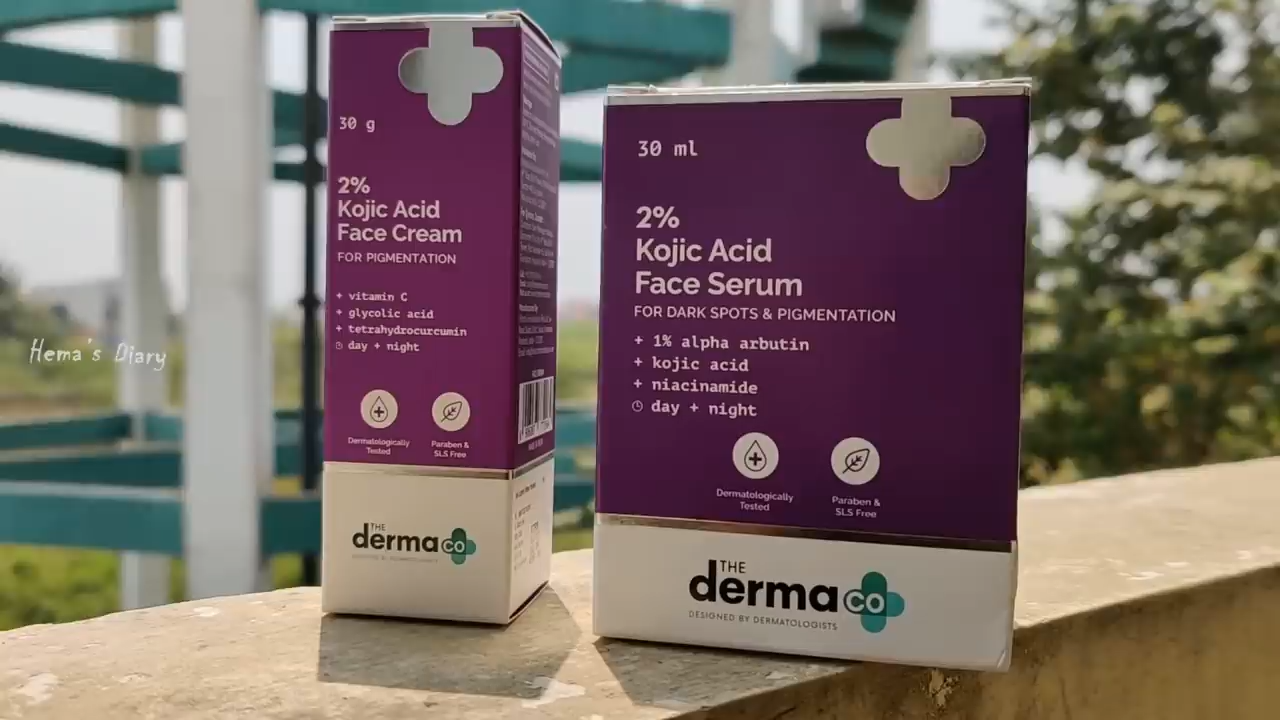 30 g
2%
Kojic Acid
Face Cream
FOR PIGMENTATION
+ vitamin C
+ glycolic acid
+ tetrahydrocurcumin
day + night
Dermatologically
Tested
Paraben &
SLS Free
THE
derma co
30 ml
2%
Kojic Acid
Face Serum
FOR DARK SPOTS & PIGMENTATION
+ 1% alpha arbutin
+ kojic acid
+ niacinamide
day + night
Dermatologically
Tested
Paraben &
SLS Free
THE
derma co
DESIGNED BY DERMATOLOGISTS
Hema's Diary